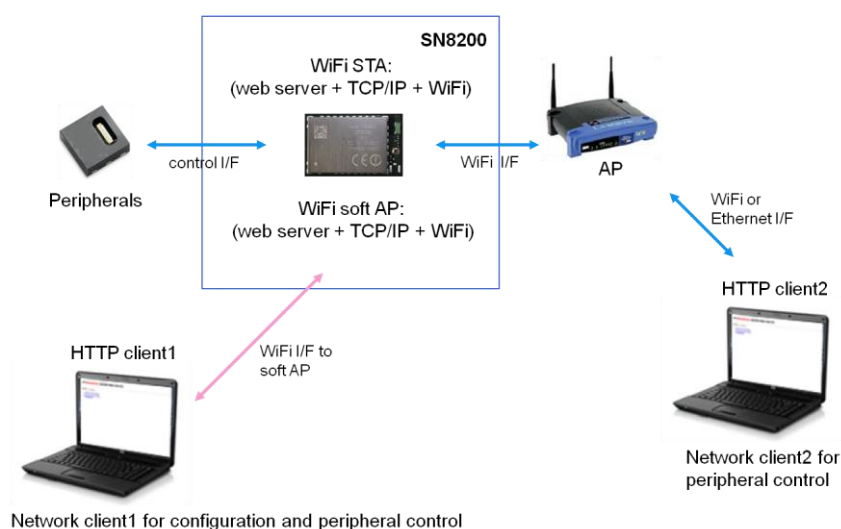 SN8200
WiFi STA:
(web server + TCP/IP + WiFi)
control I/F
WiFi I/F
Peripherals
AP
WiFi soft AP:
(web server + TCP/IP + WiFi)
WiFi or
Ethernet I/F
HTTP client2
HTTP client1
WiFi I/F to
soft AP
Network client2 for
peripheral control
Network client1 for configuration and peripheral control